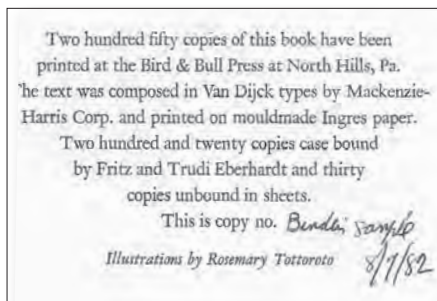 Two hundred fifty copies of this book have been
printed at the Bird & Bull Press at North Hills, Pa.
he text was composed in Van Dijck types by Mackenzie-
Harris Corp. and printed on mouldmade Ingres paper.
Two hundred and twenty copies case bound
by Fritz and Trudi Eberhardt and thirty
copies unbound in sheets.
This is copy no. Binder sample
Illustrations by Rosemary Tottoroto 8/7/82